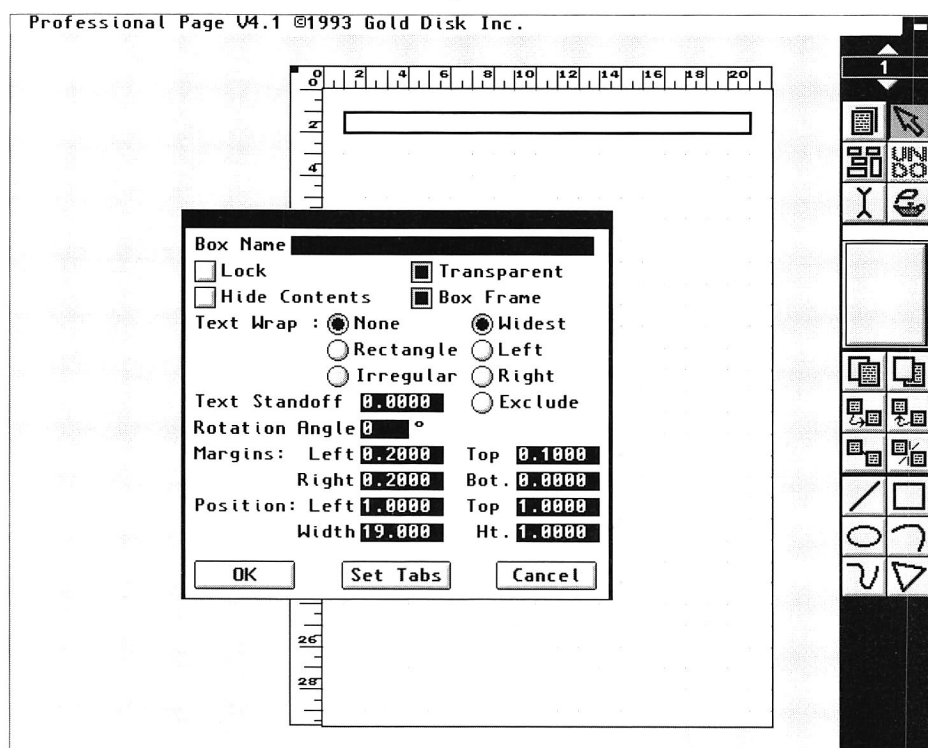 Professional Page V4.1 ©1993 Gold Disk Inc.
1
0 2 4 6 8 10 12 14 16 18 20
0
2
4
UN
DO
Box Name
Lock Transparent
Hide Contents Box Frame
Text Wrap : None Widest
Rectangle Left
Irregular Right
Text Standoff 0.0000 Exclude
Rotation Angle 0 °
Margins: Left 0.2000 Top 0.1000
Right 0.2000 Bot. 0.0000
Position: Left 1.0000 Top 1.0000
Width 19.000 Ht. 1.0000
OK Set Tabs Cancel
26
28